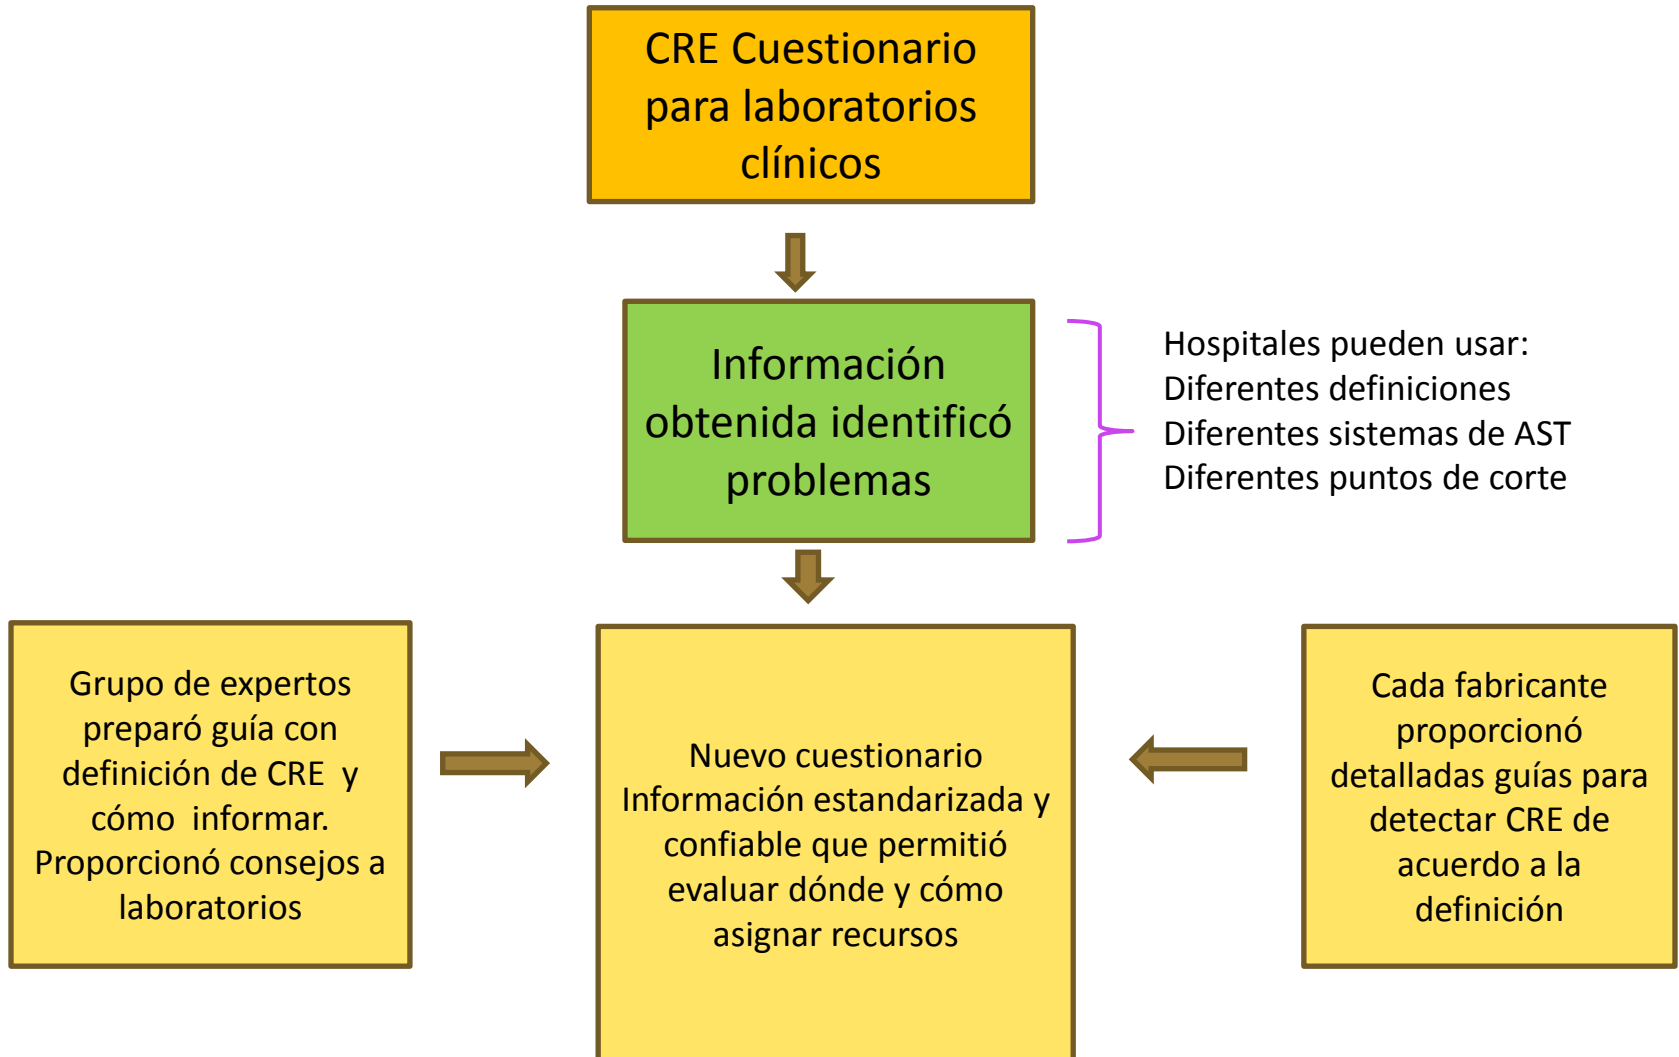 CRE Cuestionario
para laboratorios
clínicos
Información
obtenida identificó
problemas
Hospitales pueden usar:
Diferentes definiciones
Diferentes sistemas de AST
Diferentes puntos de corte
Grupo de expertos
preparó guía con
definición de CRE y
cómo informar.
Proporcionó consejos a
laboratorios
Nuevo cuestionario
Información estandarizada y
confiable que permitió
evaluar dónde y cómo
asignar recursos
Cada fabricante
proporcionó
detalladas guías para
detectar CRE de
acuerdo a la
definición